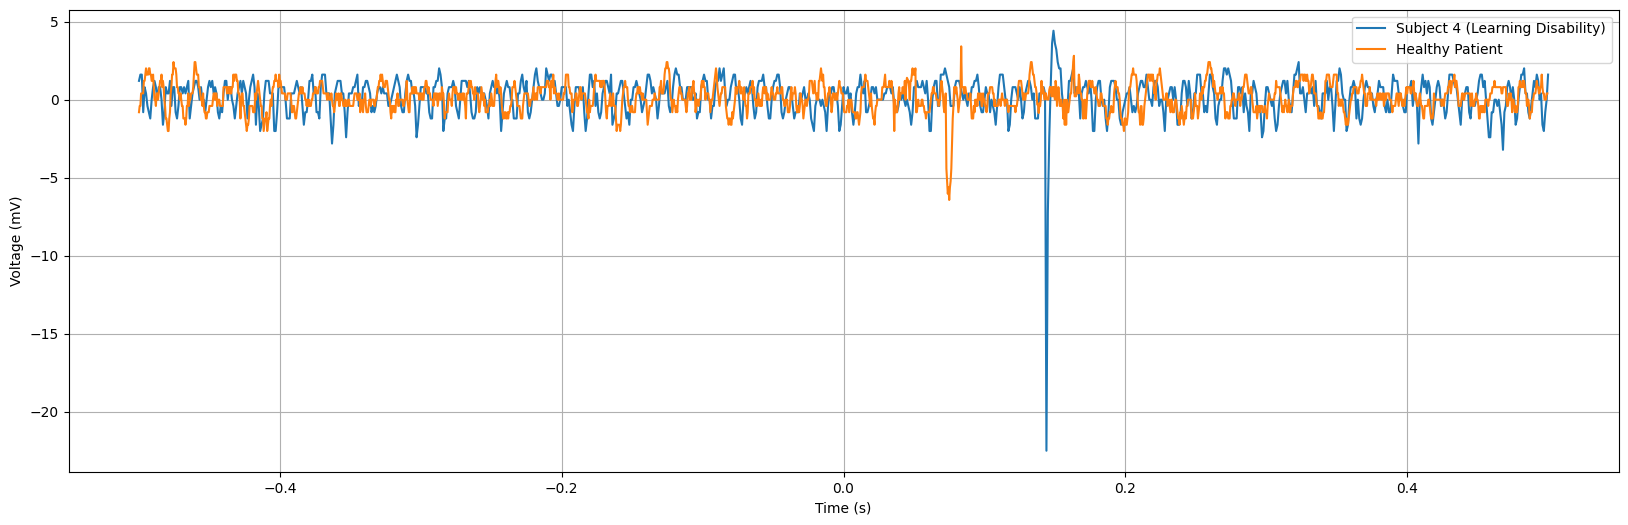 Subject 4 (Learning Disability)
Healthy Patient
Voltage (mV)
5
0
−5
−10
−15
−20
−0.4
−0.2
0.0
0.2
0.4
Time (s)